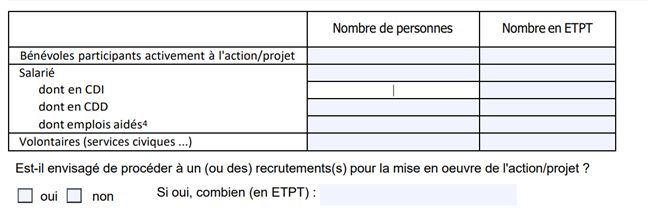 Nombre de personnes Nombre en ETPT
Bénévoles participants activement à l'action/projet
Salarié
dont en CDI
dont en CDD
dont emplois aidés4
Volontaires (services civiques ...)
Est-il envisagé de procéder à un (ou des) recrutements(s) pour la mise en oeuvre de l'action/projet ?
oui non Si oui, combien (en ETPT) :